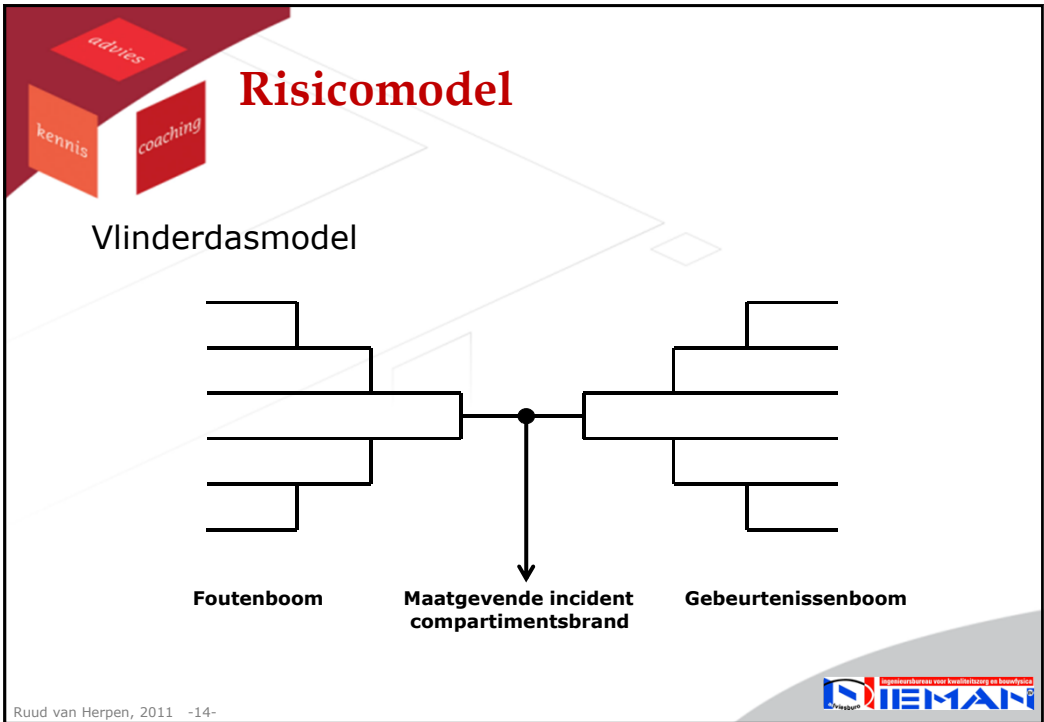 advies
kennis
coaching
Risicomodel
Vlinderdasmodel
Foutenboom
Maatgevende incident
compartimentsbrand
Gebeurtenissenboom
Ruud van Herpen, 2011 -14-
ingenieursbureau voor kwaliteitszorg en bouwfysica
adviesburo
NIEMAN